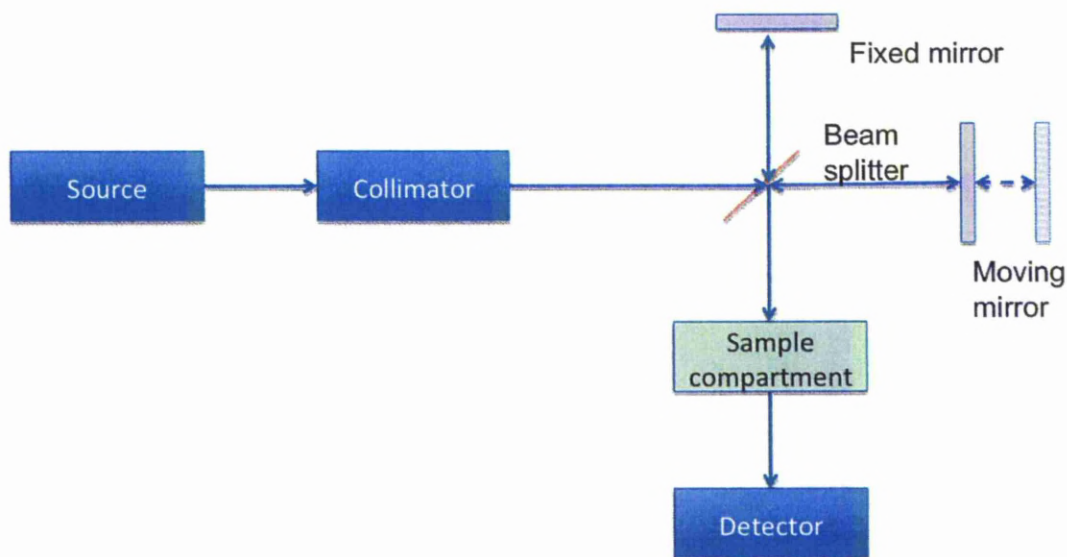 Fixed mirror
Beam
splitter
Source
Collimator
Moving
mirror
Sample
compartment
Detector